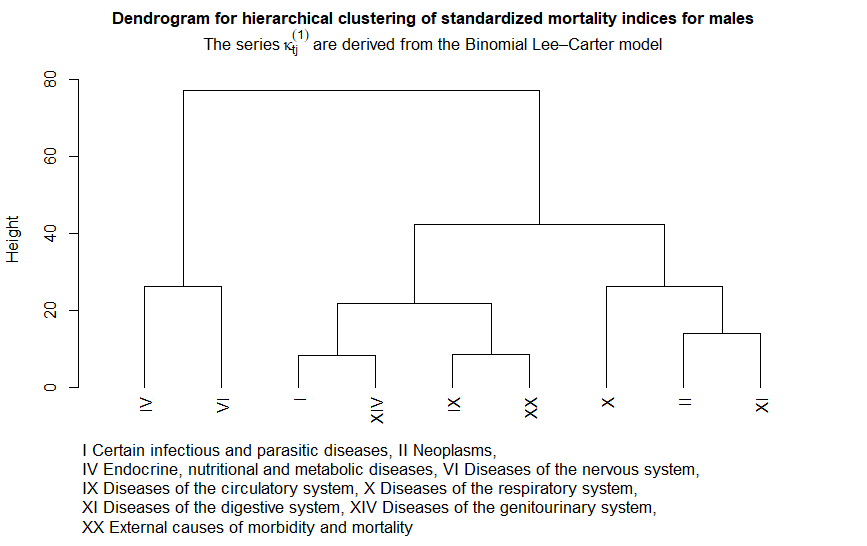 Dendrogram for hierarchical clustering of standardized mortality indices for males
The series κtj(1) are derived from the Binomial Lee–Carter model
80
60
40
20
0
Height
IV VI I XIV IX XX X II XI
I Certain infectious and parasitic diseases, II Neoplasms,
IV Endocrine, nutritional and metabolic diseases, VI Diseases of the nervous system,
IX Diseases of the circulatory system, X Diseases of the respiratory system,
XI Diseases of the digestive system, XIV Diseases of the genitourinary system,
XX External causes of morbidity and mortality